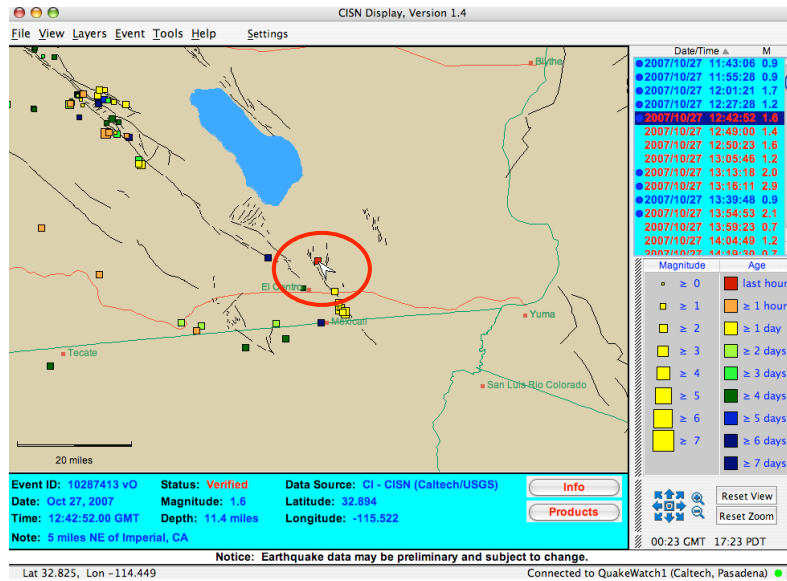 CISN Display, Version 1.4
File View Layers Event Tools Help Settings
Blythe
El Centro
Mexicali
Yuma
Tecate
San Luis Rio Colorado
20 miles
Date/Time M
2007/10/27 11:43:06 0.9
2007/10/27 11:55:28 0.9
2007/10/27 12:01:21 1.7
2007/10/27 12:27:28 1.2
2007/10/27 12:42:52 1.6
2007/10/27 12:49:00 1.4
2007/10/27 12:50:23 1.6
2007/10/27 13:05:46 1.2
2007/10/27 13:13:18 2.0
2007/10/27 13:16:11 2.9
2007/10/27 13:39:48 0.9
2007/10/27 13:54:53 2.1
2007/10/27 13:59:23 0.7
2007/10/27 14:04:49 1.2
2007/10/27 14:19:30 0.7
Magnitude Age
≥ 0 last hour
≥ 1 ≥ 1 hour
≥ 2 ≥ 1 day
≥ 3 ≥ 2 days
≥ 4 ≥ 3 days
≥ 5 ≥ 4 days
≥ 6 ≥ 5 days
≥ 7 ≥ 6 days
≥ 7 days
Event ID: 10287413 vO Status: Verified Data Source: CI - CISN (Caltech/USGS) Info
Date: Oct 27, 2007 Magnitude: 1.6 Latitude: 32.894
Time: 12:42:52.00 GMT Depth: 11.4 miles Longitude: -115.522 Products
Note: 5 miles NE of Imperial, CA
Reset View
Reset Zoom
00:23 GMT 17:23 PDT
Notice: Earthquake data may be preliminary and subject to change.
Lat 32.825, Lon -114.449 Connected to QuakeWatch1 (Caltech, Pasadena)